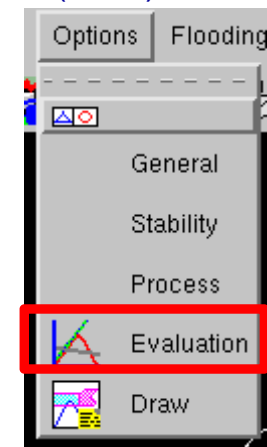 Options Flooding
General
Stability
Process
Evaluation
Draw